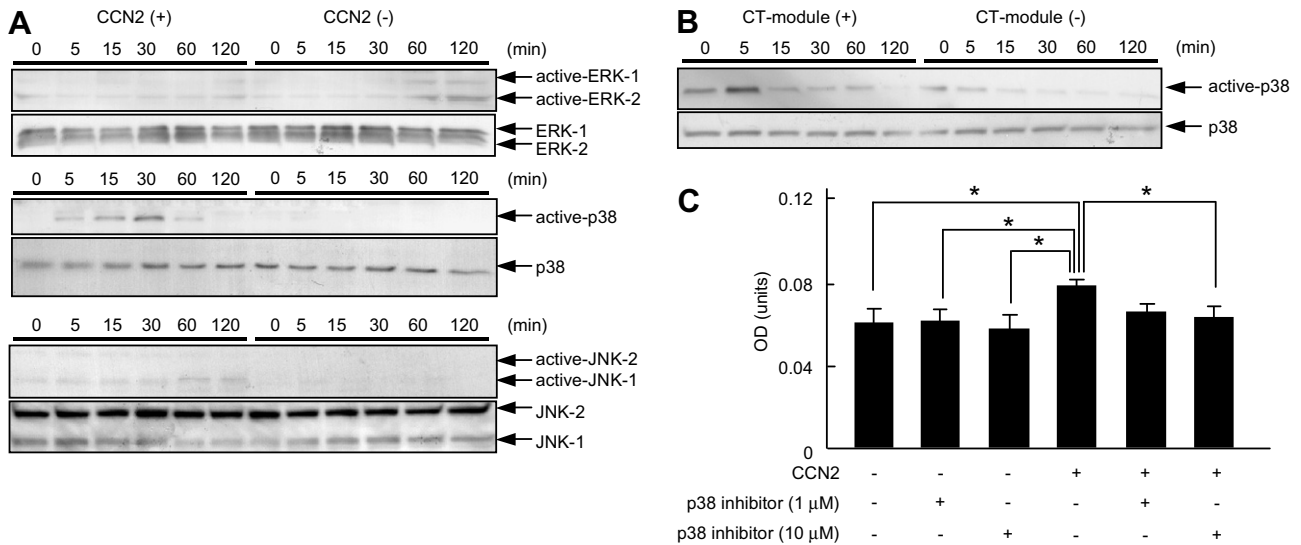 A
CCN2 (+) CCN2 (-)
0 5 15 30 60 120 0 5 15 30 60 120 (min)
active-ERK-1
active-ERK-2
ERK-1
ERK-2
0 5 15 30 60 120 0 5 15 30 60 120 (min)
active-p38
p38
0 5 15 30 60 120 0 5 15 30 60 120 (min)
active-JNK-2
active-JNK-1
JNK-2
JNK-1
B
CT-module (+) CT-module (-)
0 5 15 30 60 120 0 5 15 30 60 120 (min)
active-p38
p38
C
OD (units)
0.12
0.08
0.04
0
* * * *
CCN2 - - - + + +
p38 inhibitor (1 μM) - + - - + -
p38 inhibitor (10 μM) - - + - - +